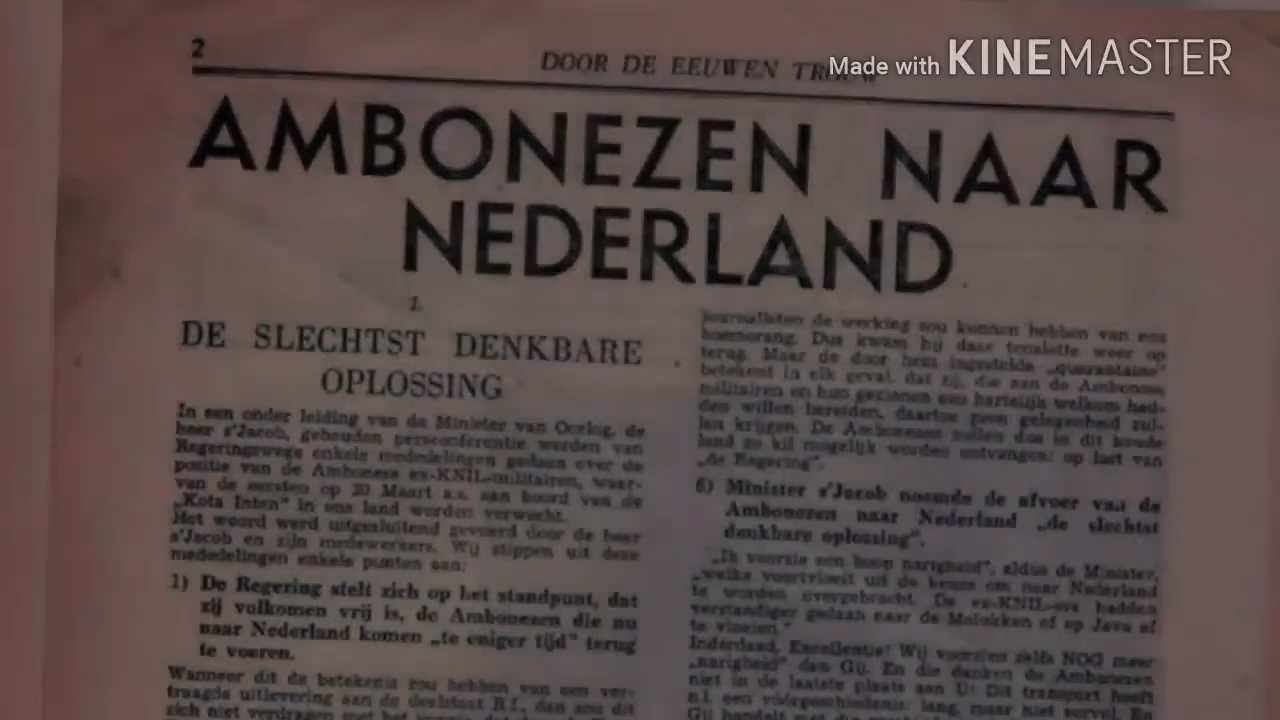 2
DOOR DE EEUWEN
Made with KINEMASTER
AMBONEZEN NAAR
NEDERLAND
1.
DE SLECHTST DENKBARE
OPLOSSING
In een onder leiding van de Minister van Oorlog, de
heer s'Jacob, gehouden persconferentie werden van
Regeringswege enkele mededelingen gedaan over de
positie van de Ambonese ex-KNIL-militairen, waar-
van de eersten op 20 Maart a.s. aan boord van de
„Kota Inten" in ons land worden verwacht.
Het woord werd uitgesluitend gevoerd door de heer
s'Jacob en zijn medewerkers. Wij stippen uit deze
mededelingen enkele punten aan:
1) De Regering stelt zich op het standpunt, dat
zij volkomen vrij is, de Ambonezen die nu
naar Nederland komen „te eniger tijd" terug
te voeren.
Wanneer dit de betekenis zou hebben van een ver-
traagde uitlevering aan de deelstaat R.I., dan ons dit
zich niet verdragen met het
journalisten de werking zou kunnen hebben van een
boemerang. Dus kwam hij daar tenslotte weer op
terug. Maar de door hem ingestelde „quarantaine"
betekent in elk geval, dat zij, die aan de Ambonese
militairen en hun gezinnen een hartelijk welkom had-
den willen bereiden, daartoe geen gelegenheid zul-
len krijgen. De Ambonezen zullen dus in dit koude
land zo kil mogelijk worden ontvangen: op last van
„de Regering".
6) Minister s'Jacob noemde de afvoer van de
Ambonezen naar Nederland „de slechtst
denkbare oplossing".
„Ik voorzie een hoop narigheid", aldus de Minister,
„welke voortvloeit uit de keuze om naar Nederland
te worden overgebracht. De ex-KNIL-ers hadden
verstandiger gedaan naar de Molukken of op Java af
te vloeien."
Inderdaad, Excellentie! Wij voorzien zelfs NOG meer
„narigheid" dan Gij. En die danken de Ambonezen
niet in de laatste plaats aan U! Dit transport heeft
n.l. een voorgeschiedenis: lang, maar niet nervel. En
Gij handelt met